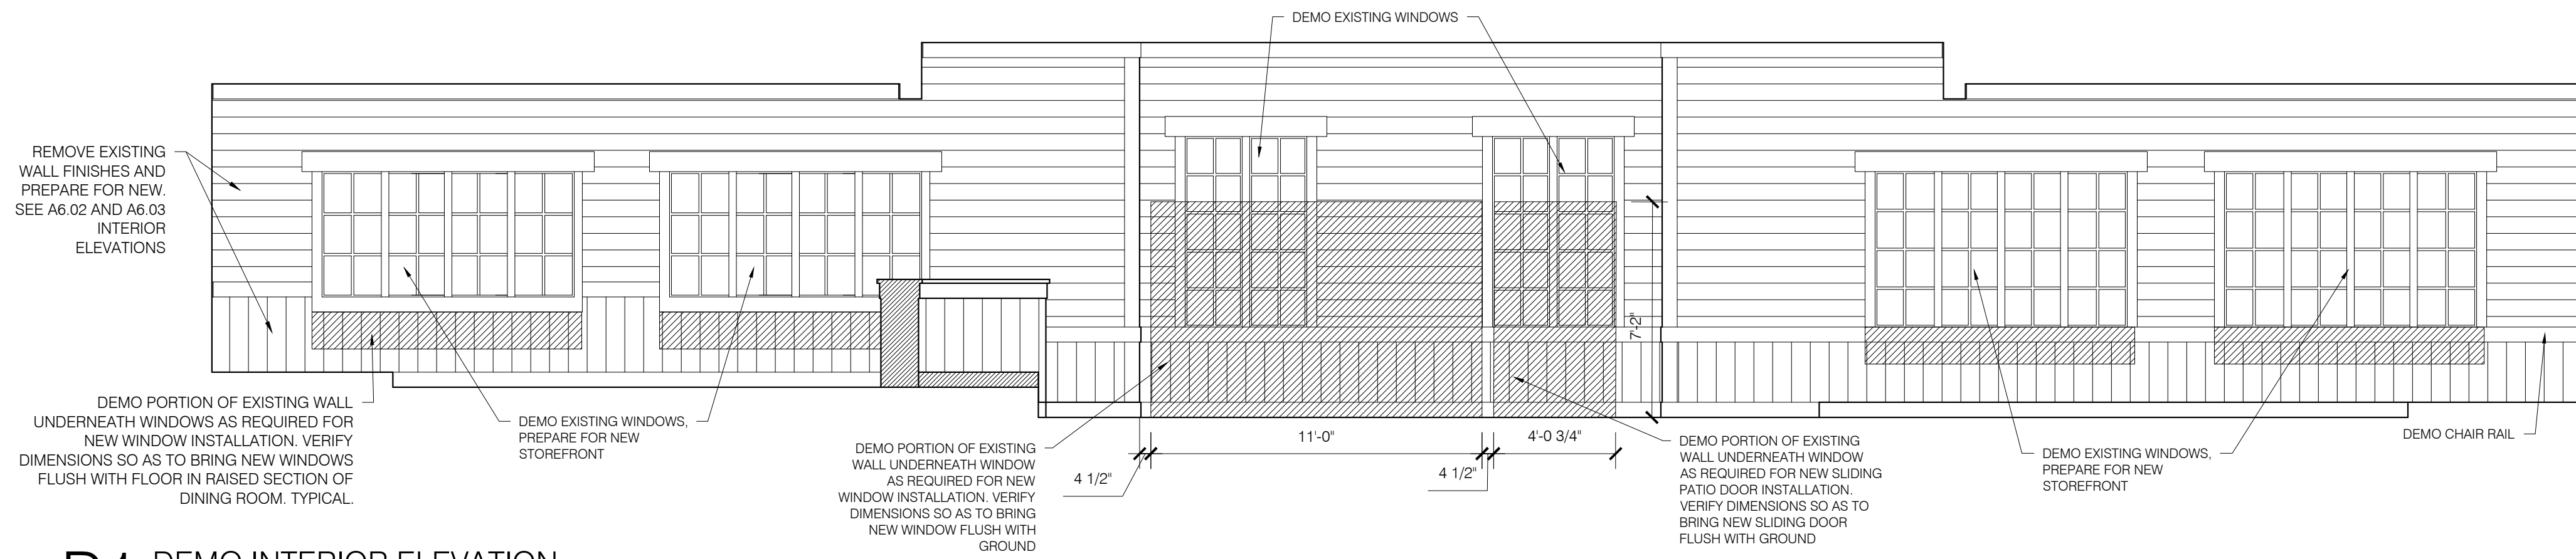 DEMO EXISTING WINDOWS
REMOVE EXISTING
WALL FINISHES AND
PREPARE FOR NEW.
SEE A6.02 AND A6.03
INTERIOR
ELEVATIONS
7'-2"
DEMO PORTION OF EXISTING WALL
UNDERNEATH WINDOWS AS REQUIRED FOR
NEW WINDOW INSTALLATION. VERIFY
DIMENSIONS SO AS TO BRING NEW WINDOWS
FLUSH WITH FLOOR IN RAISED SECTION OF
DINING ROOM. TYPICAL.
DEMO EXISTING WINDOWS,
PREPARE FOR NEW
STOREFRONT
DEMO PORTION OF EXISTING
WALL UNDERNEATH WINDOW
AS REQUIRED FOR NEW
WINDOW INSTALLATION. VERIFY
DIMENSIONS SO AS TO BRING
NEW WINDOW FLUSH WITH
GROUND
4 1/2"
11'-0"
4 1/2"
4'-0 3/4"
DEMO PORTION OF EXISTING
WALL UNDERNEATH WINDOW
AS REQUIRED FOR NEW SLIDING
PATIO DOOR INSTALLATION.
VERIFY DIMENSIONS SO AS TO
BRING NEW SLIDING DOOR
FLUSH WITH GROUND
DEMO EXISTING WINDOWS,
PREPARE FOR NEW
STOREFRONT
DEMO CHAIR RAIL
DEMO INTERIOR ELEVATION